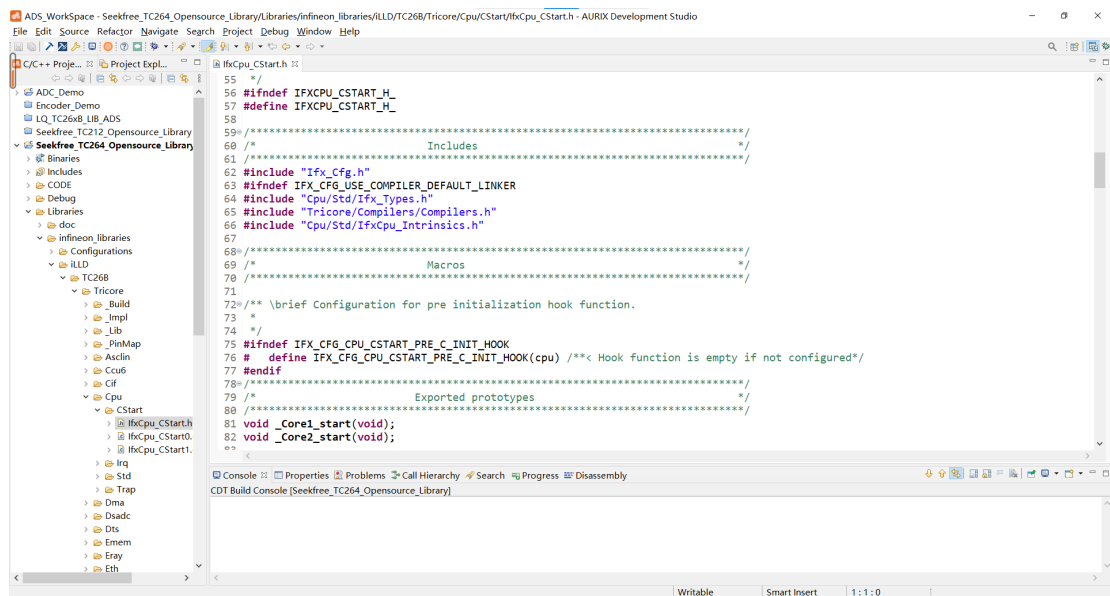 ADS_WorkSpace - Seekfree_TC264_Opensource_Library/Libraries/infineon_libraries/iLLD/TC26B/Tricore/Cpu/CStart/IfxCpu_CStart.h - AURIX Development Studio
File Edit Source Refactor Navigate Search Project Debug Window Help
C/C++ Proje... Project Expl...
IfxCpu_CStart.h
ADC_Demo
Encoder_Demo
LQ_TC26xB_LIB_ADS
Seekfree_TC212_Opensource_Library
Seekfree_TC264_Opensource_Library
Binaries
Includes
CODE
Debug
Libraries
doc
infineon_libraries
Configurations
iLLD
TC26B
Tricore
_Build
_Impl
_Lib
_PinMap
Asclin
Ccu6
Cif
Cpu
CStart
IfxCpu_CStart.h
IfxCpu_CStart0.
IfxCpu_CStart1.
Irq
Std
Trap
Dma
Dsadc
Dts
Emem
Eray
Eth
55 */
56 #ifndef IFXCPU_CSTART_H_
57 #define IFXCPU_CSTART_H_
58
59 /******************************************************************************/
60 /* Includes */
61 /******************************************************************************/
62 #include "Ifx_Cfg.h"
63 #ifndef IFX_CFG_USE_COMPILER_DEFAULT_LINKER
64 #include "Cpu/Std/Ifx_Types.h"
65 #include "Tricore/Compilers/Compilers.h"
66 #include "Cpu/Std/IfxCpu_Intrinsics.h"
67
68 /******************************************************************************/
69 /* Macros */
70 /******************************************************************************/
71
72 /** \brief Configuration for pre initialization hook function.
73 *
74 */
75 #ifndef IFX_CFG_CPU_CSTART_PRE_C_INIT_HOOK
76 # define IFX_CFG_CPU_CSTART_PRE_C_INIT_HOOK(cpu) /**< Hook function is empty if not configured*/
77 #endif
78 /******************************************************************************/
79 /* Exported prototypes */
80 /******************************************************************************/
81 void _Core1_start(void);
82 void _Core2_start(void);
Console Properties Problems Call Hierarchy Search Progress Disassembly
CDT Build Console [Seekfree_TC264_Opensource_Library]
Writable Smart Insert 1 : 1 : 0